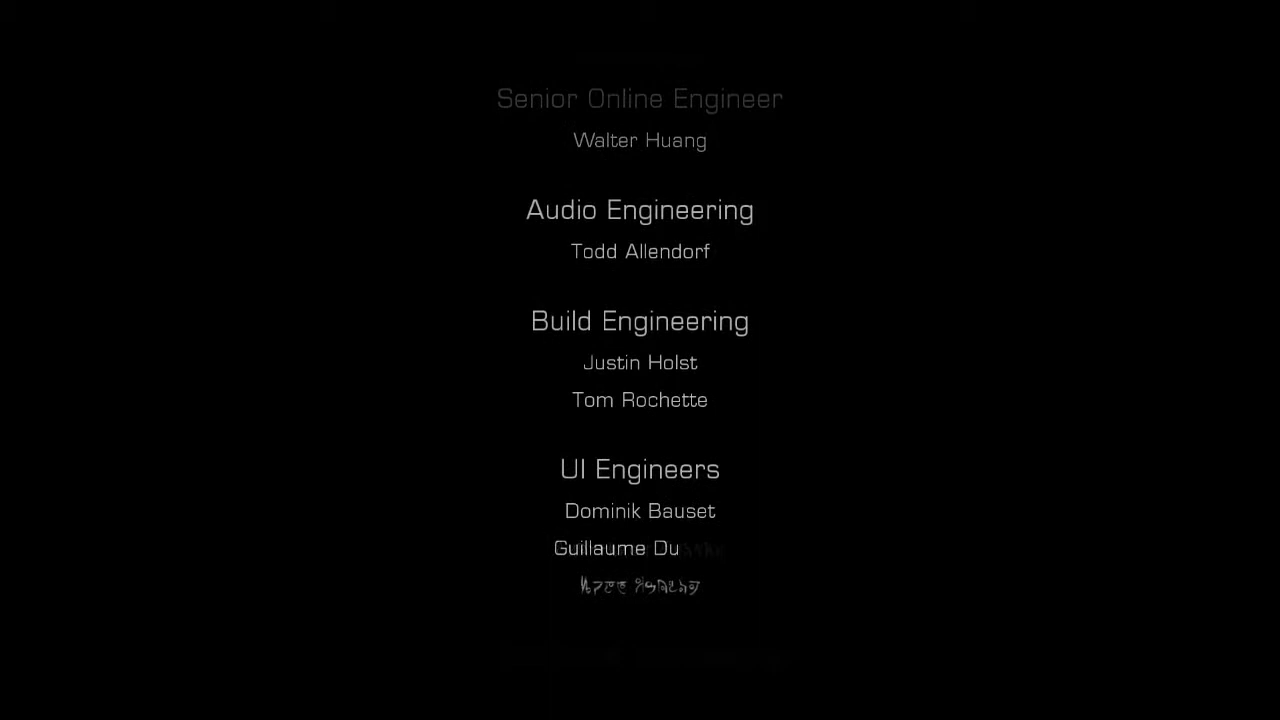 Senior Online Engineer
Walter Huang
Audio Engineering
Todd Allendorf
Build Engineering
Justin Holst
Tom Rochette
UI Engineers
Dominik Bauset
Guillaume